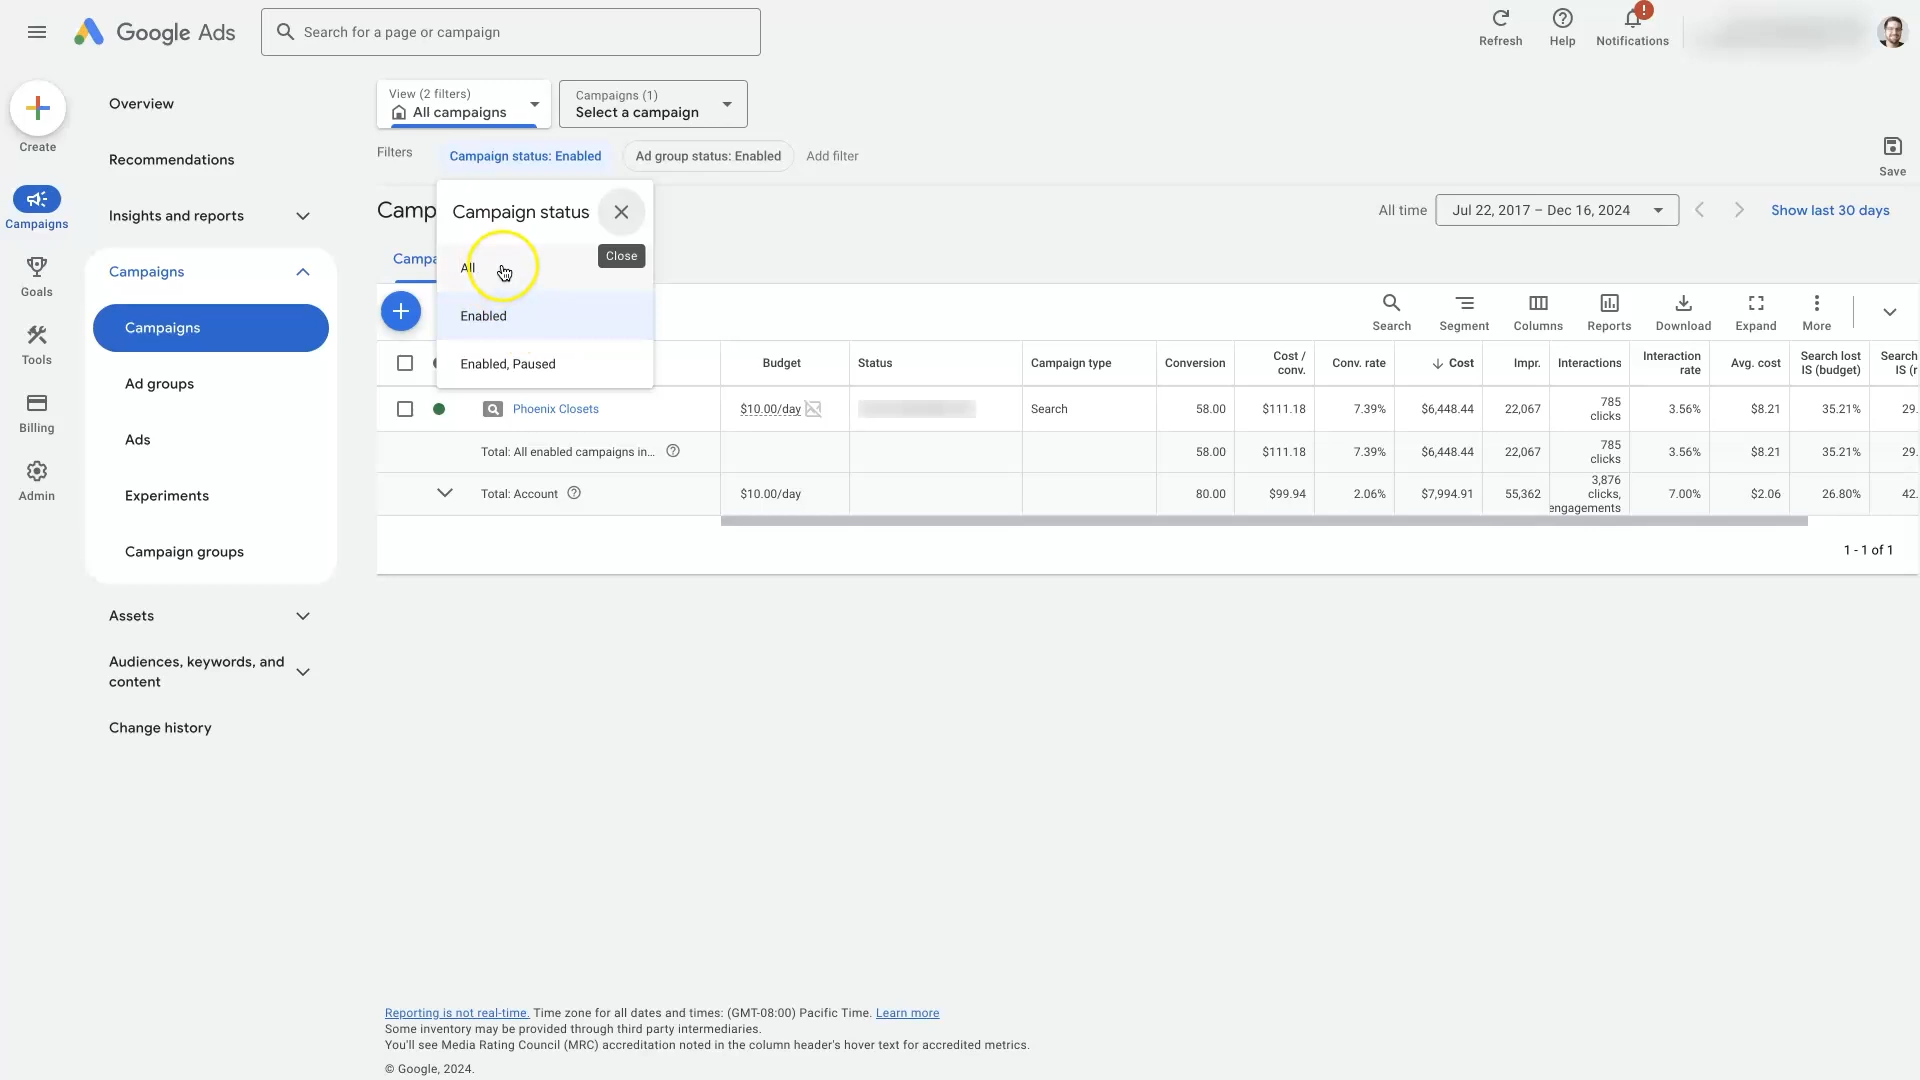 Google Ads
Search for a page or campaign
Refresh
Help
Notifications
!
Create
Campaigns
Goals
Tools
Billing
Admin
Overview
Recommendations
Insights and reports
Campaigns
Campaigns
Ad groups
Ads
Experiments
Campaign groups
Assets
Audiences, keywords, and
content
Change history
View (2 filters)
All campaigns
Campaigns (1)
Select a campaign
Filters
Campaign status: Enabled
Ad group status: Enabled
Add filter
Save
Camp
Campaign status
Close
All
Enabled
Enabled, Paused
All time
Jul 22, 2017 – Dec 16, 2024
Show last 30 days
Campa
Search
Segment
Columns
Reports
Download
Expand
More
Budget
Status
Campaign type
Conversion
Cost /
conv.
Conv. rate
Cost
Impr.
Interactions
Interaction
rate
Avg. cost
Search lost
IS (budget)
Search
IS (r
Phoenix Closets
$10.00/day
Search
58.00
$111.18
7.39%
$6,448.44
22,067
785
clicks
3.56%
$8.21
35.21%
29.
Total: All enabled campaigns in...
58.00
$111.18
7.39%
$6,448.44
22,067
785
clicks
3.56%
$8.21
35.21%
29.
Total: Account
$10.00/day
80.00
$99.94
2.06%
$7,994.91
55,362
3,876
clicks,
engagements
7.00%
$2.06
26.80%
42.
1 - 1 of 1
Reporting is not real-time. Time zone for all dates and times: (GMT-08:00) Pacific Time. Learn more
Some inventory may be provided through third party intermediaries.
You'll see Media Rating Council (MRC) accreditation noted in the column header's hover text for accredited metrics.
© Google, 2024.